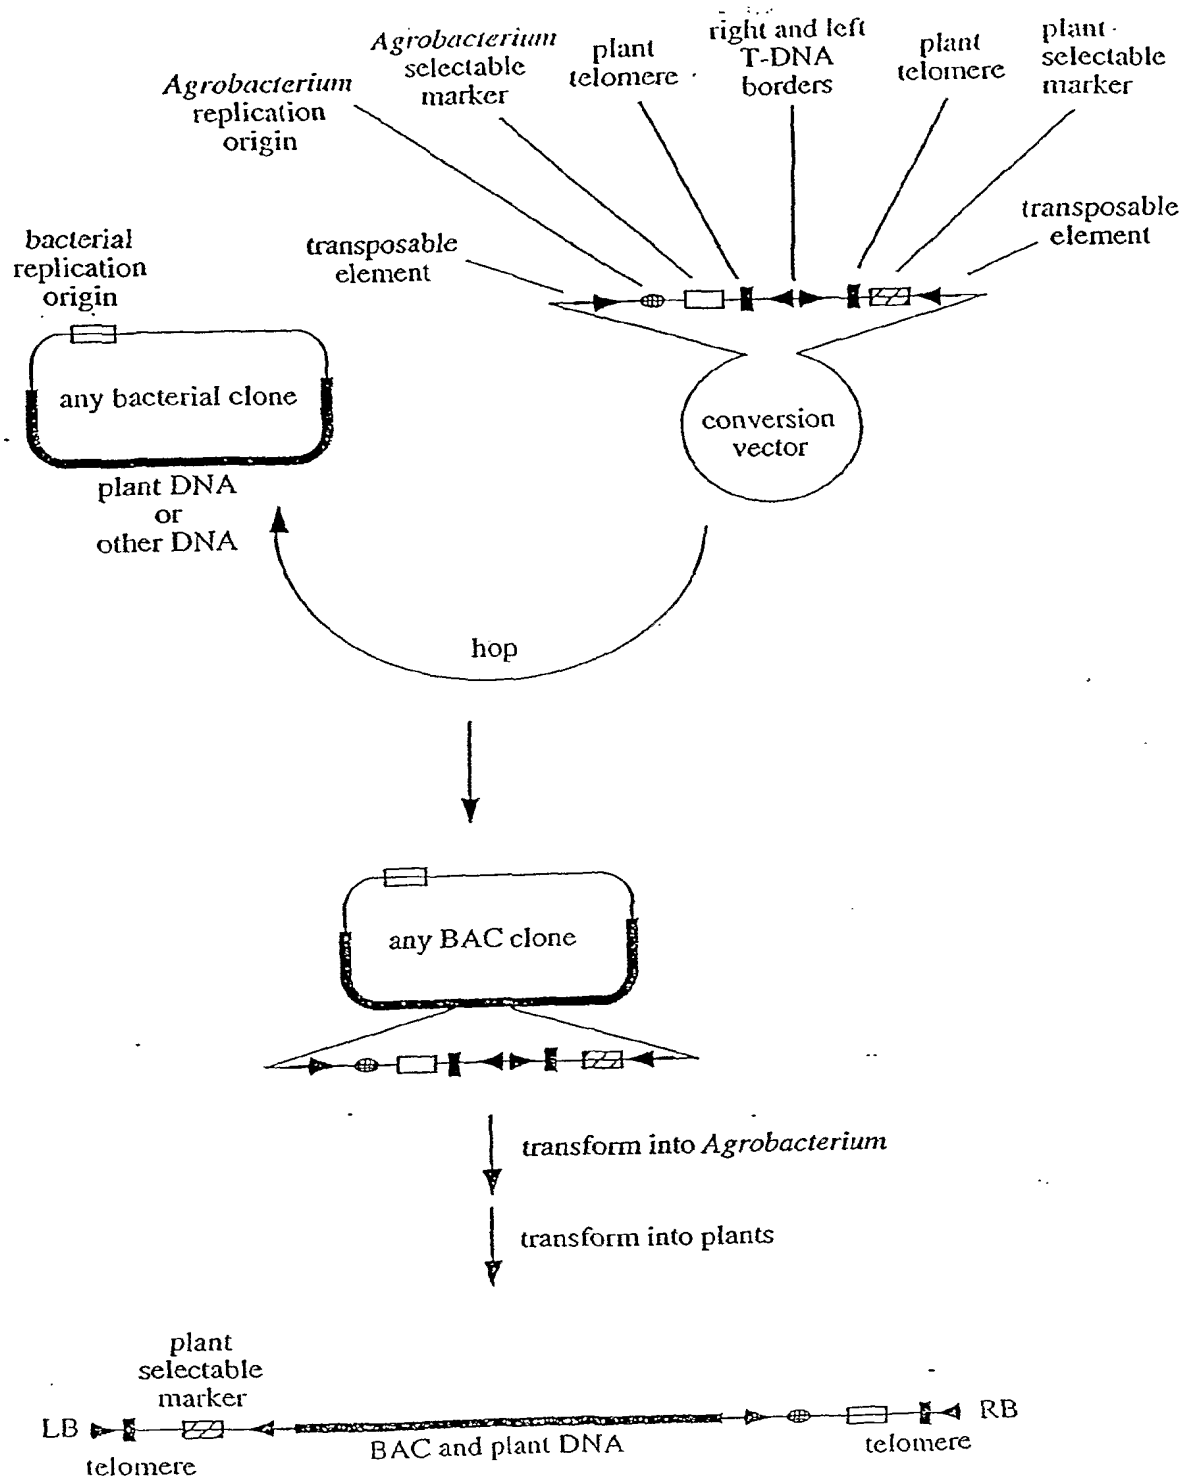 Agrobacterium
replication
origin
Agrobacterium
selectable
marker
plant
telomere
right and left
T-DNA
borders
plant
telomere
plant
selectable
marker
bacterial
replication
origin
transposable
element
transposable
element
any bacterial clone
conversion
vector
plant DNA
or
other DNA
hop
any BAC clone
transform into Agrobacterium
transform into plants
plant
selectable
marker
LB
RB
telomere
BAC and plant DNA
telomere